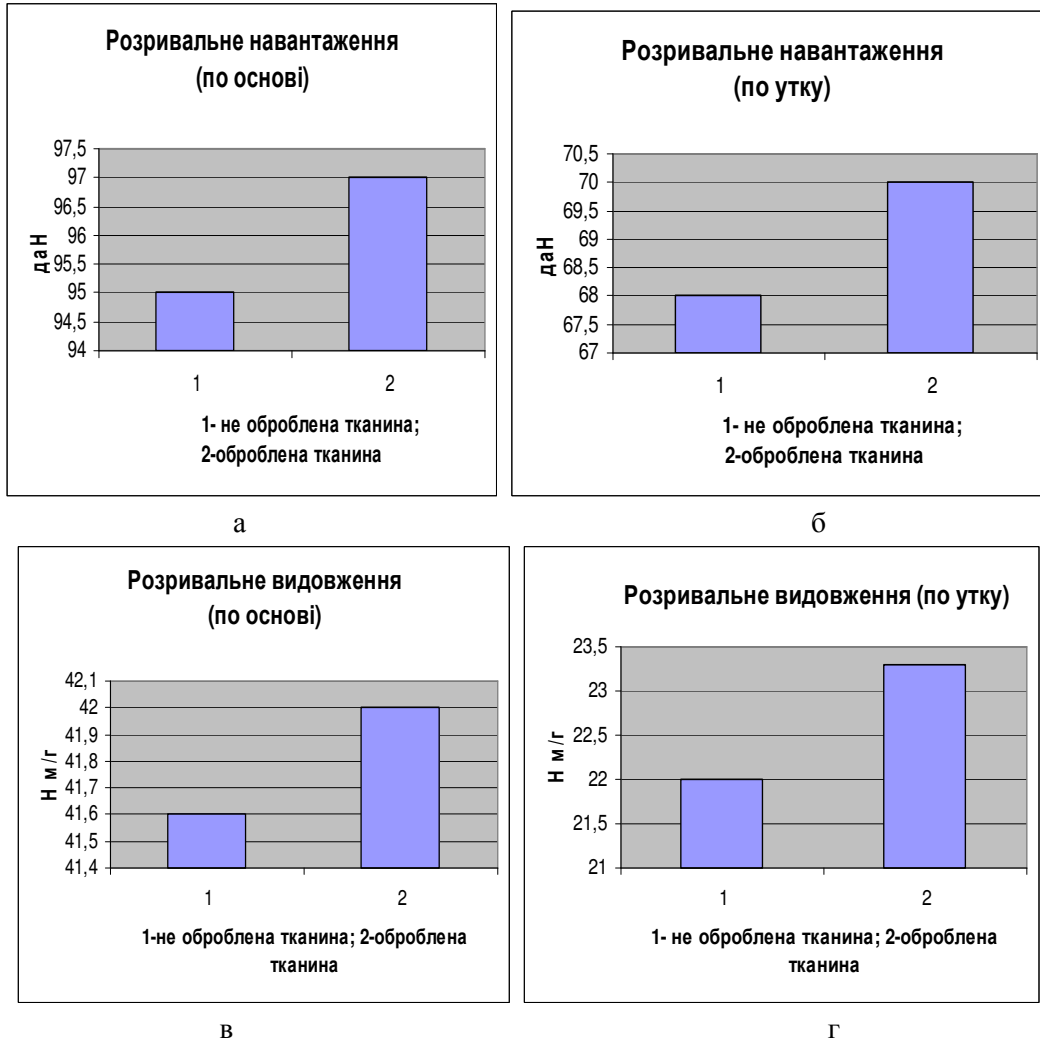 Розривальне навантаження
(по основі)
97,5
97
96,5
96
95,5
95
94,5
94
даН
1
2
1- не оброблена тканина;
2-оброблена тканина
а
Розривальне навантаження
(по утку)
70,5
70
69,5
69
68,5
68
67,5
67
даН
1
2
1- не оброблена тканина;
2-оброблена тканина
б
Розривальне видовження
(по основі)
42,1
42
41,9
41,8
41,7
41,6
41,5
41,4
Н м/г
1
2
1-не оброблена тканина; 2-оброблена
тканина
в
Розривальне видовження (по утку)
23,5
23
22,5
22
21,5
21
Н м/г
1
2
1- не оброблена тканина; 2-оброблена
тканина
г